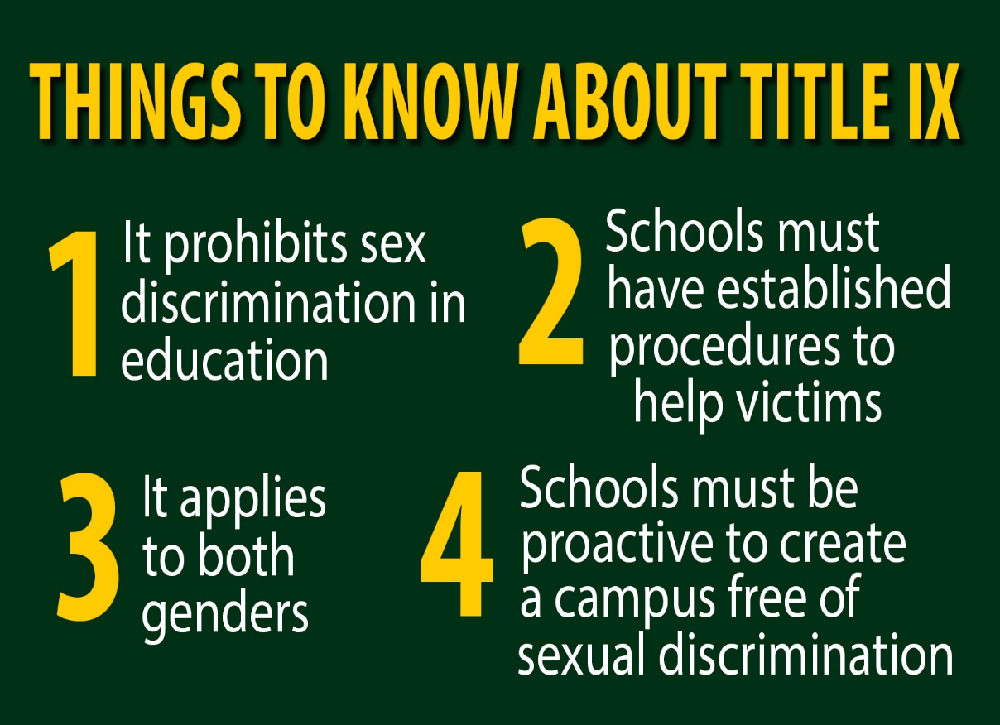 THINGS TO KNOW ABOUT TITLE IX
1
It prohibits sex
discrimination in
education
2
Schools must
have established
procedures to
help victims
3
It applies
to both
genders
4
Schools must be
proactive to create
a campus free of
sexual discrimination